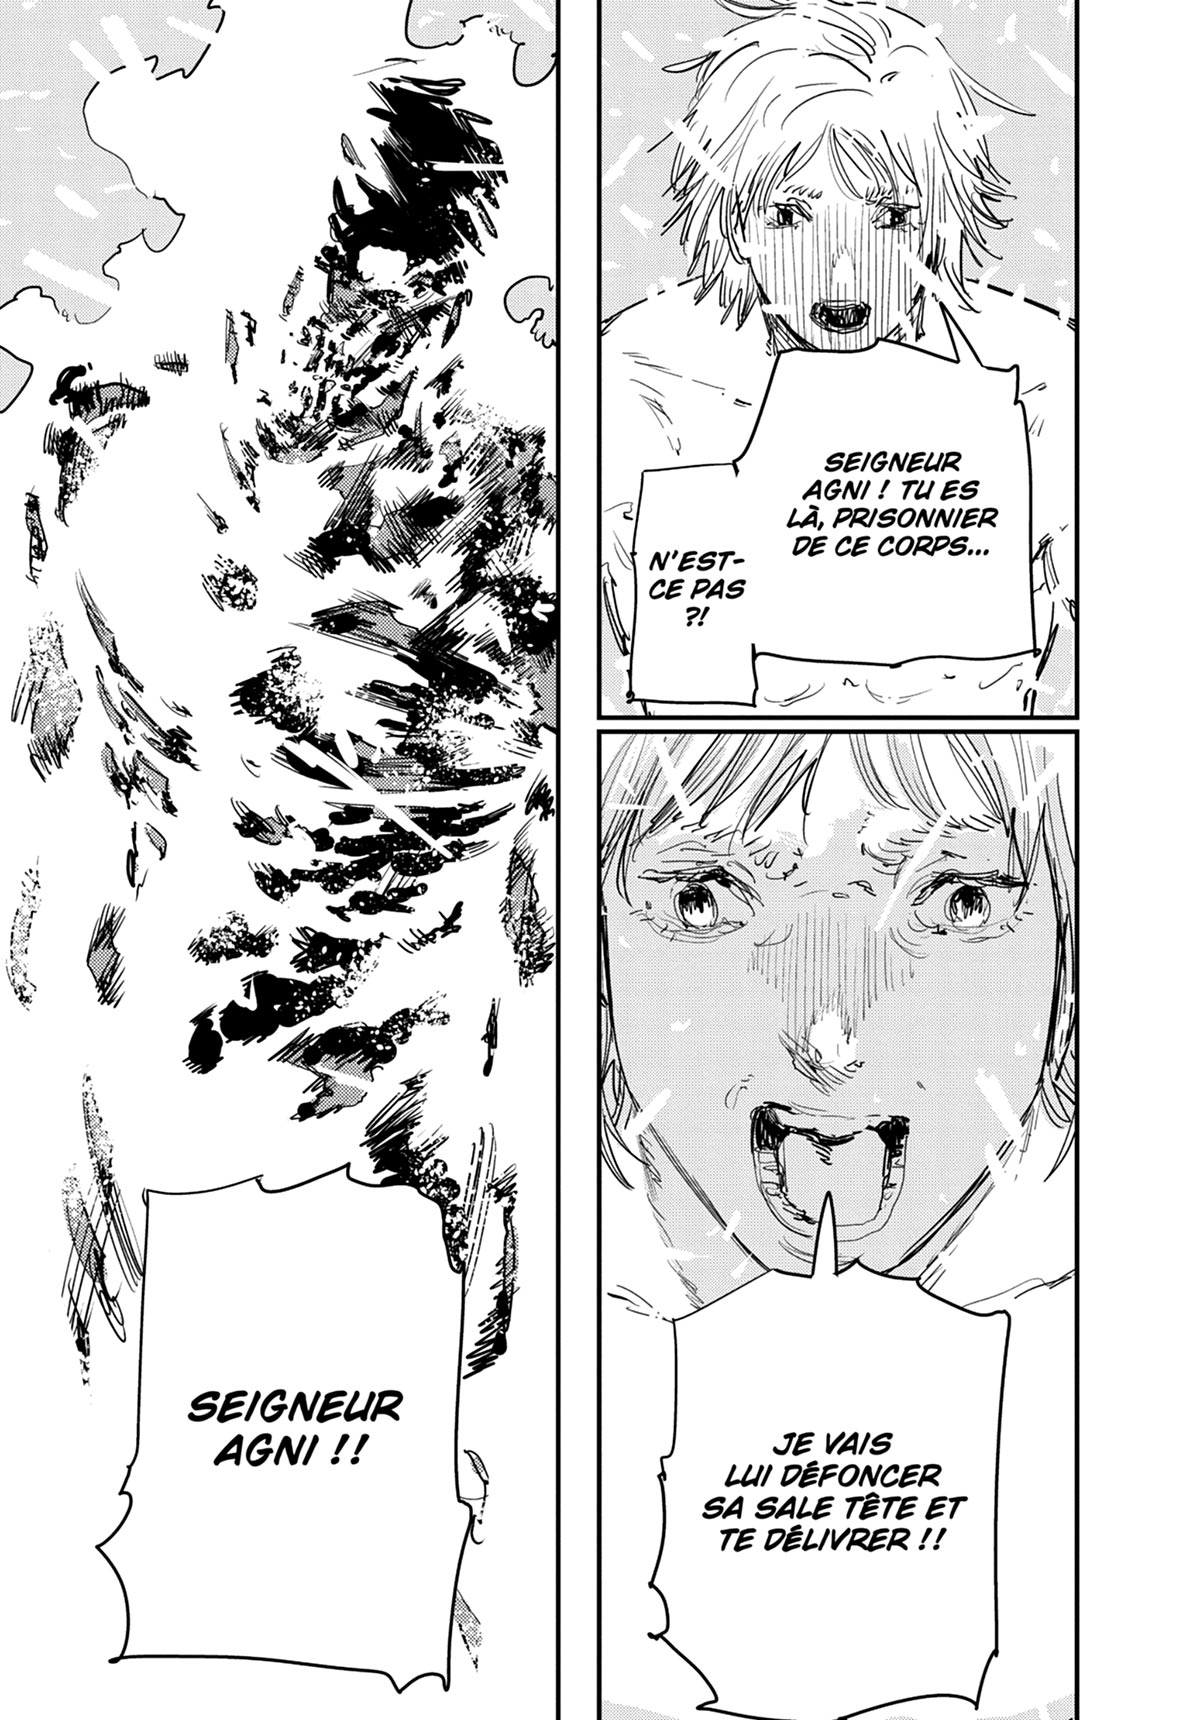 SEIGNEUR
AGNI ! TU ES
LÀ, PRISONNIER
DE CE CORPS...
N'EST-
CE PAS
?!
JE VAIS
LUI DÉFONCER
SA SALE TÊTE ET
TE DÉLIVRER !!
SEIGNEUR
AGNI !!